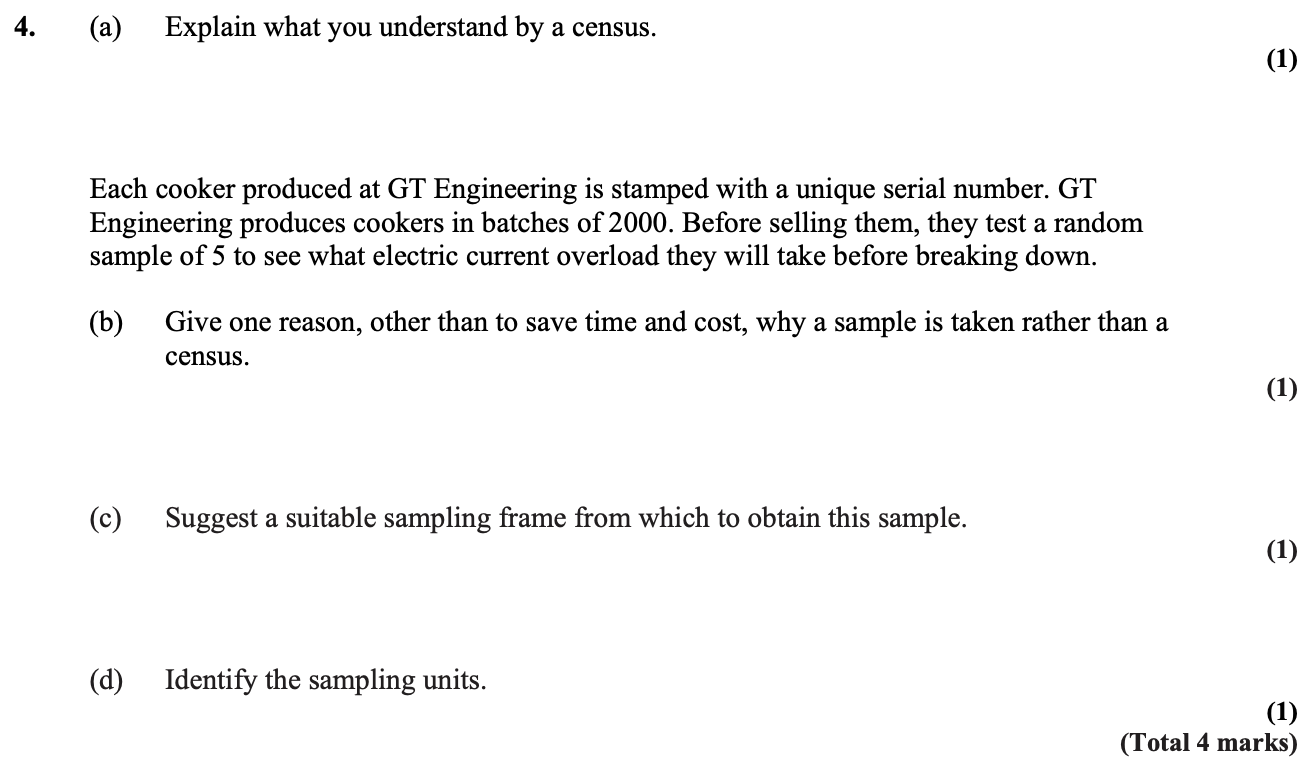 4. (a) Explain what you understand by a census.
(1)
Each cooker produced at GT Engineering is stamped with a unique serial number. GT
Engineering produces cookers in batches of 2000. Before selling them, they test a random
sample of 5 to see what electric current overload they will take before breaking down.
(b) Give one reason, other than to save time and cost, why a sample is taken rather than a
census.
(1)
(c) Suggest a suitable sampling frame from which to obtain this sample.
(1)
(d) Identify the sampling units.
(1)
(Total 4 marks)